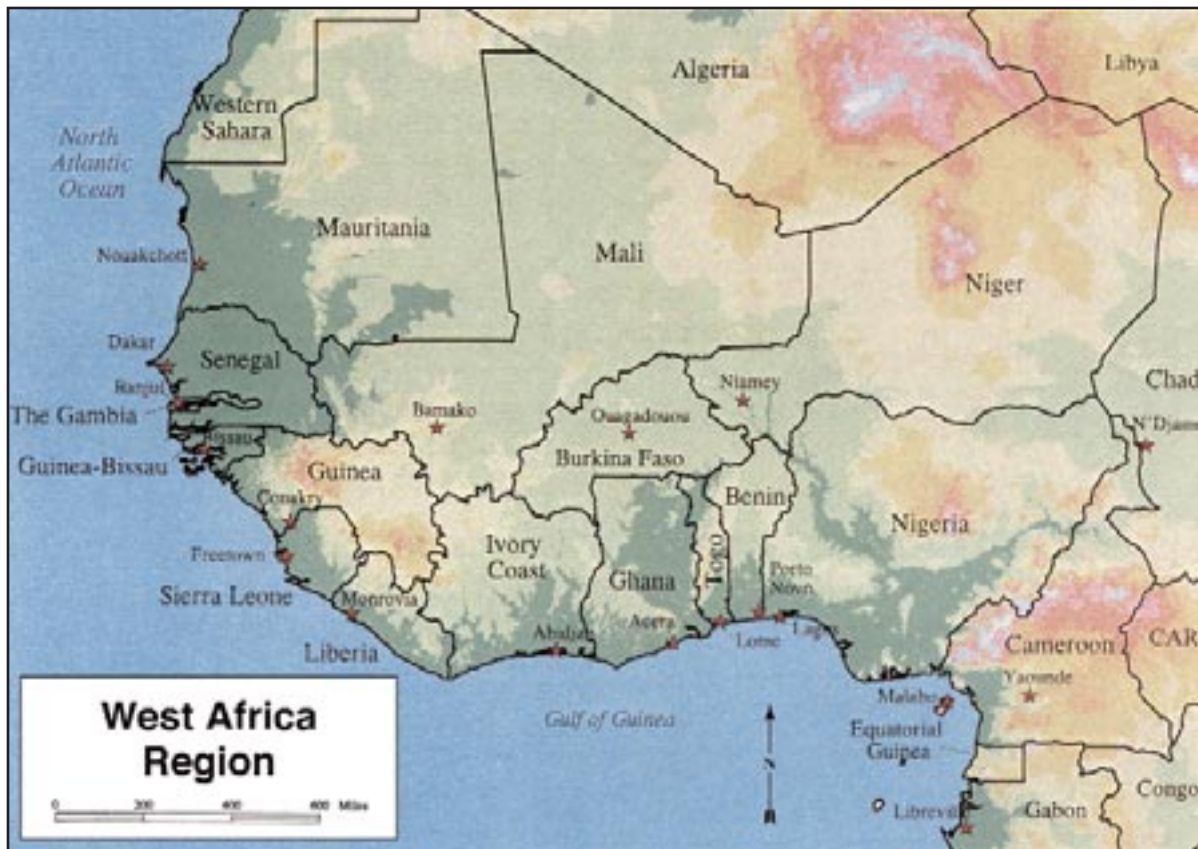 Algeria
Libya
Western
Sahara
North
Atlantic
Ocean
Mauritania
Mali
Nouakchott
Niger
Dakar
Senegal
Chad
Banjul
Niamey
The Gambia
Bamako
Ouagadouou
N'Djame
Bissau
Guinea-Bissau
Guinea
Burkina Faso
Benin
Conakry
Nigeria
Ivory
Coast
Freetown
Ghana
Togo
Porto
Novo
Sierra Leone
Monrovia
Abidjan
Accra
Lome
Lagos
Cameroon
CAR
Liberia
Yaounde
Malabo
West Africa
Region
Gulf of Guinea
Equatorial
Guinea
N
0 200 400 600 Miles
Libreville
Gabon
Congo